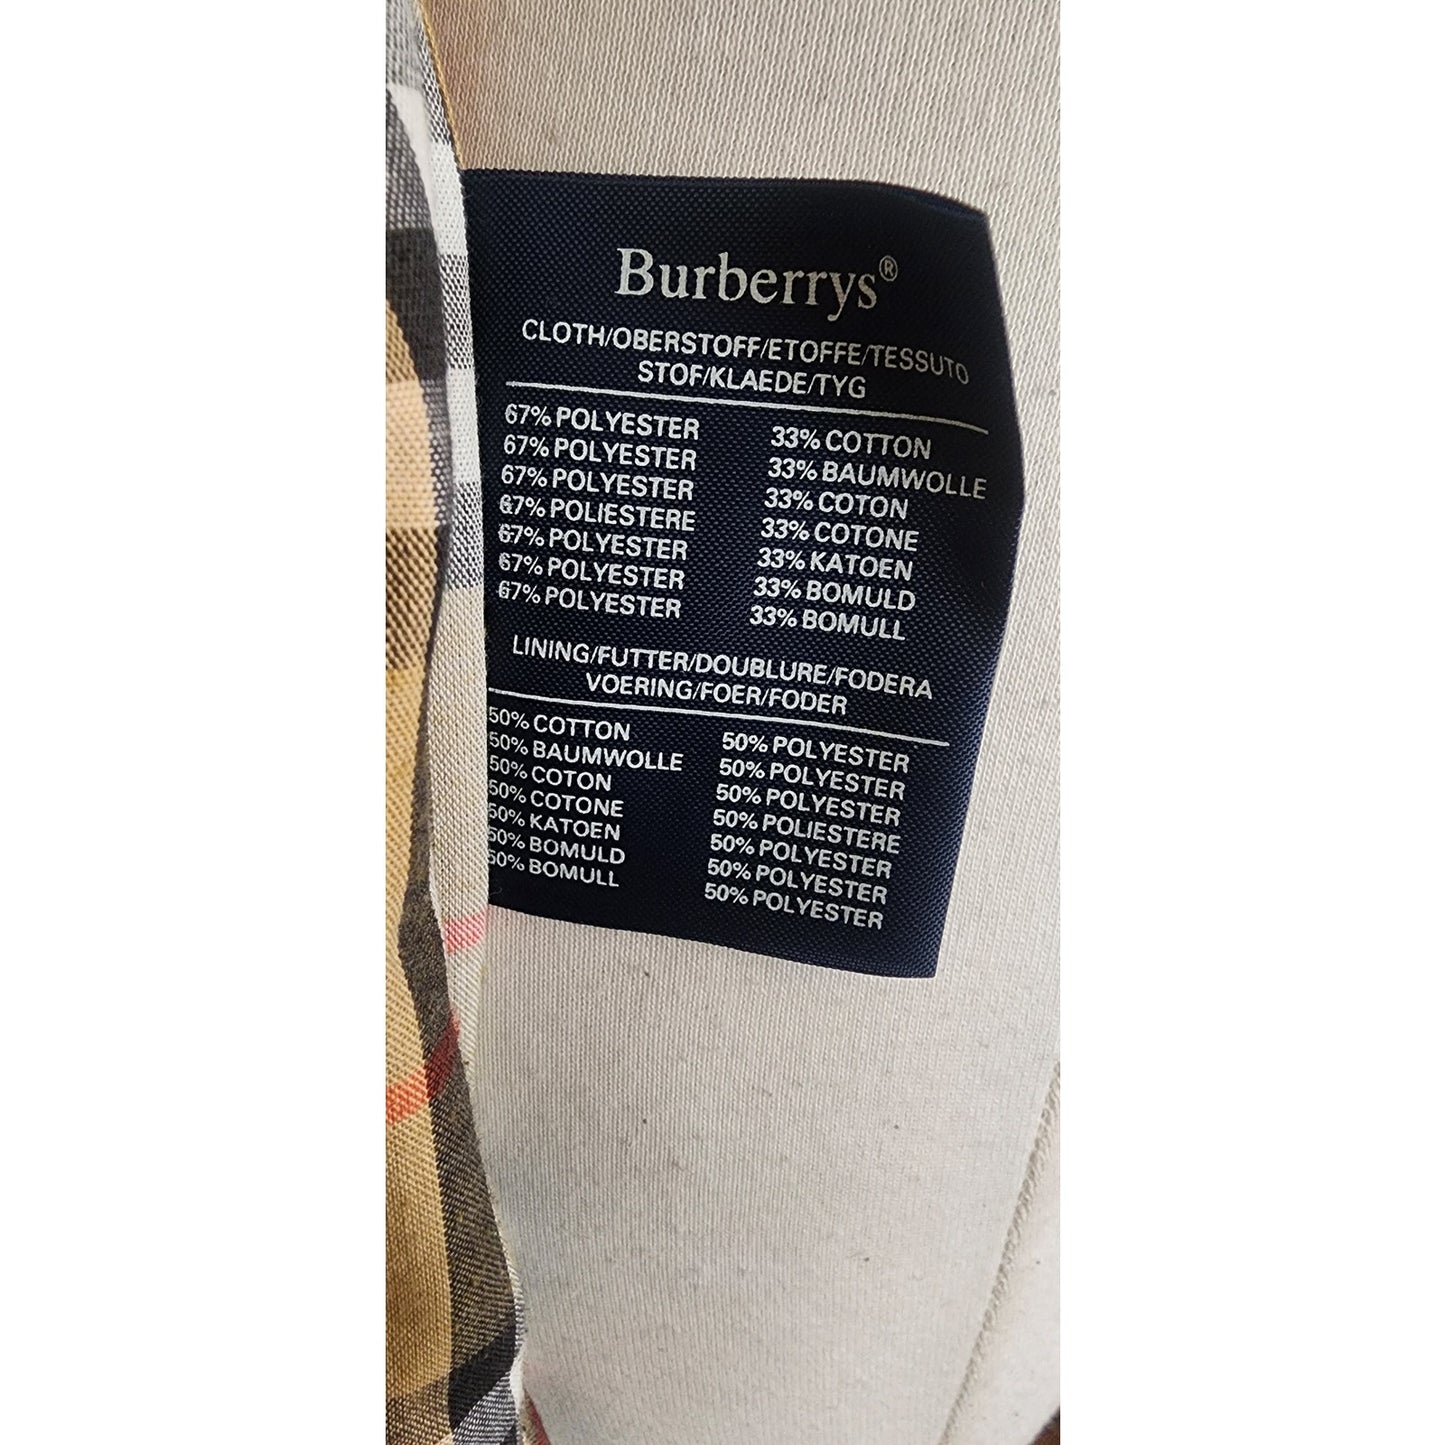 Burberrys®
CLOTH/OBERSTOFF/ETOFFE/TESSUTO
STOF/KLAEDE/TYG
67% POLYESTER 33% COTTON
67% POLYESTER 33% BAUMWOLLE
67% POLYESTER 33% COTON
67% POLIESTERE 33% COTONE
67% POLYESTER 33% KATOEN
67% POLYESTER 33% BOMULD
67% POLYESTER 33% BOMULL
LINING/FUTTER/DOUBLURE/FODERA
VOERING/FOER/FODER
50% COTTON 50% POLYESTER
50% BAUMWOLLE 50% POLYESTER
50% COTON 50% POLYESTER
50% COTONE 50% POLIESTERE
50% KATOEN 50% POLYESTER
50% BOMULD 50% POLYESTER
50% BOMULL 50% POLYESTER